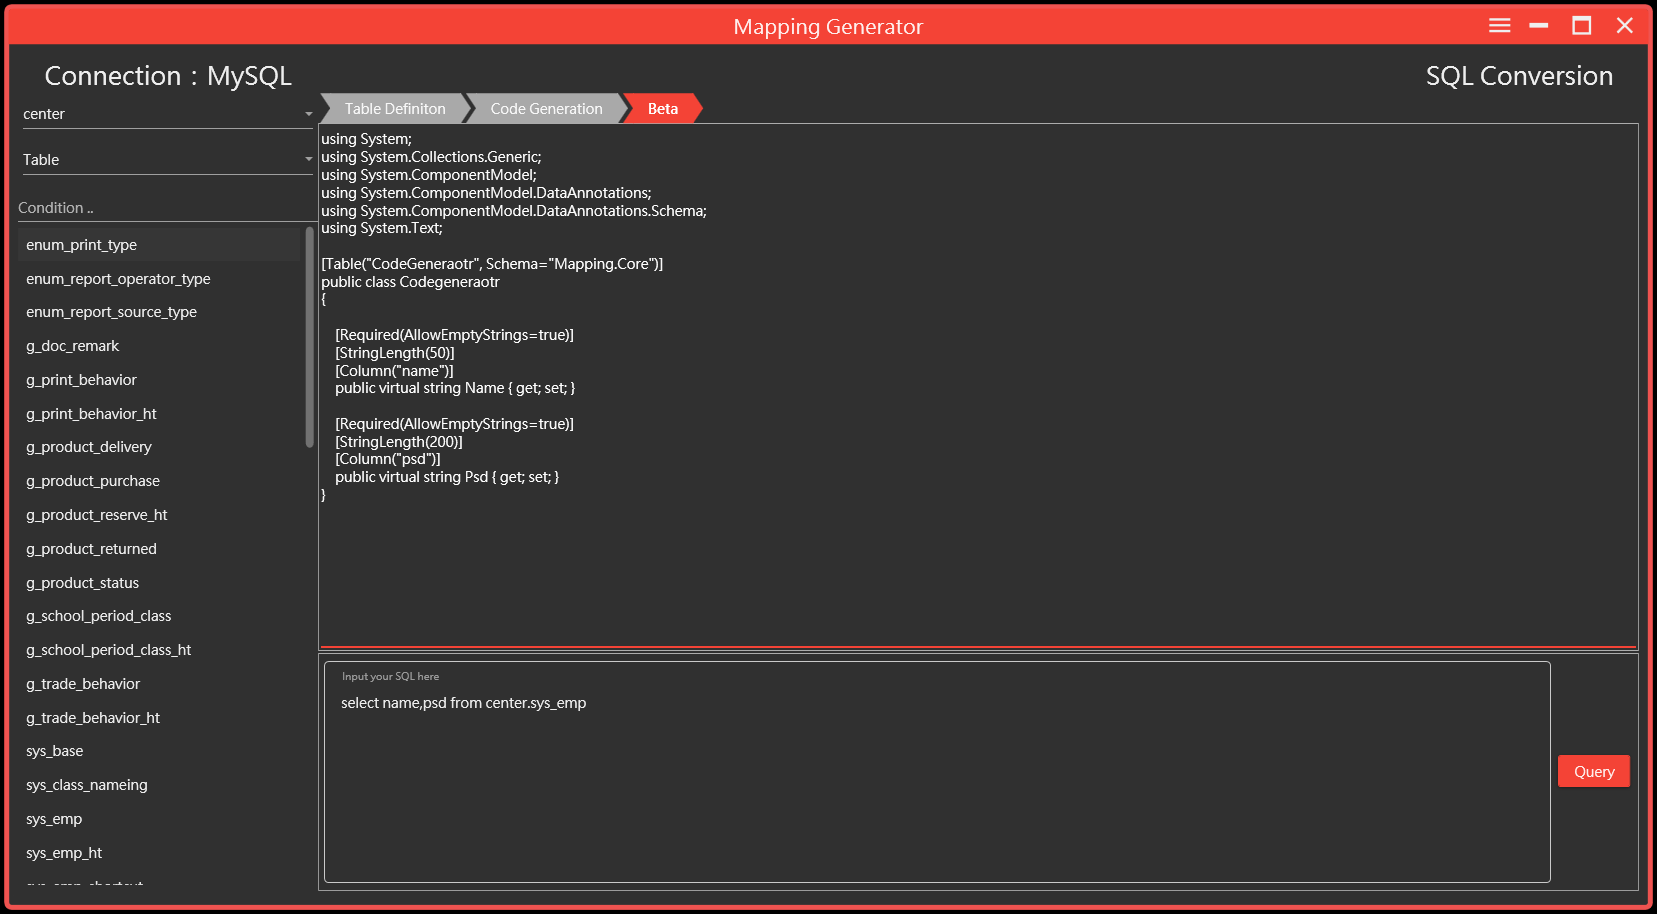 Mapping Generator
Connection : MySQL
SQL Conversion
center
Table
Condition ..
enum_print_type
enum_report_operator_type
enum_report_source_type
g_doc_remark
g_print_behavior
g_print_behavior_ht
g_product_delivery
g_product_purchase
g_product_reserve_ht
g_product_returned
g_product_status
g_school_period_class
g_school_period_class_ht
g_trade_behavior
g_trade_behavior_ht
sys_base
sys_class_nameing
sys_emp
sys_emp_ht
Table Definiton
Code Generation
Beta
using System;
using System.Collections.Generic;
using System.ComponentModel;
using System.ComponentModel.DataAnnotations;
using System.ComponentModel.DataAnnotations.Schema;
using System.Text;
[Table("CodeGeneraotr", Schema="Mapping.Core")]
public class Codegeneraotr
{
[Required(AllowEmptyStrings=true)]
[StringLength(50)]
[Column("name")]
public virtual string Name { get; set; }
[Required(AllowEmptyStrings=true)]
[StringLength(200)]
[Column("psd")]
public virtual string Psd { get; set; }
}
Input your SQL here
select name,psd from center.sys_emp
Query